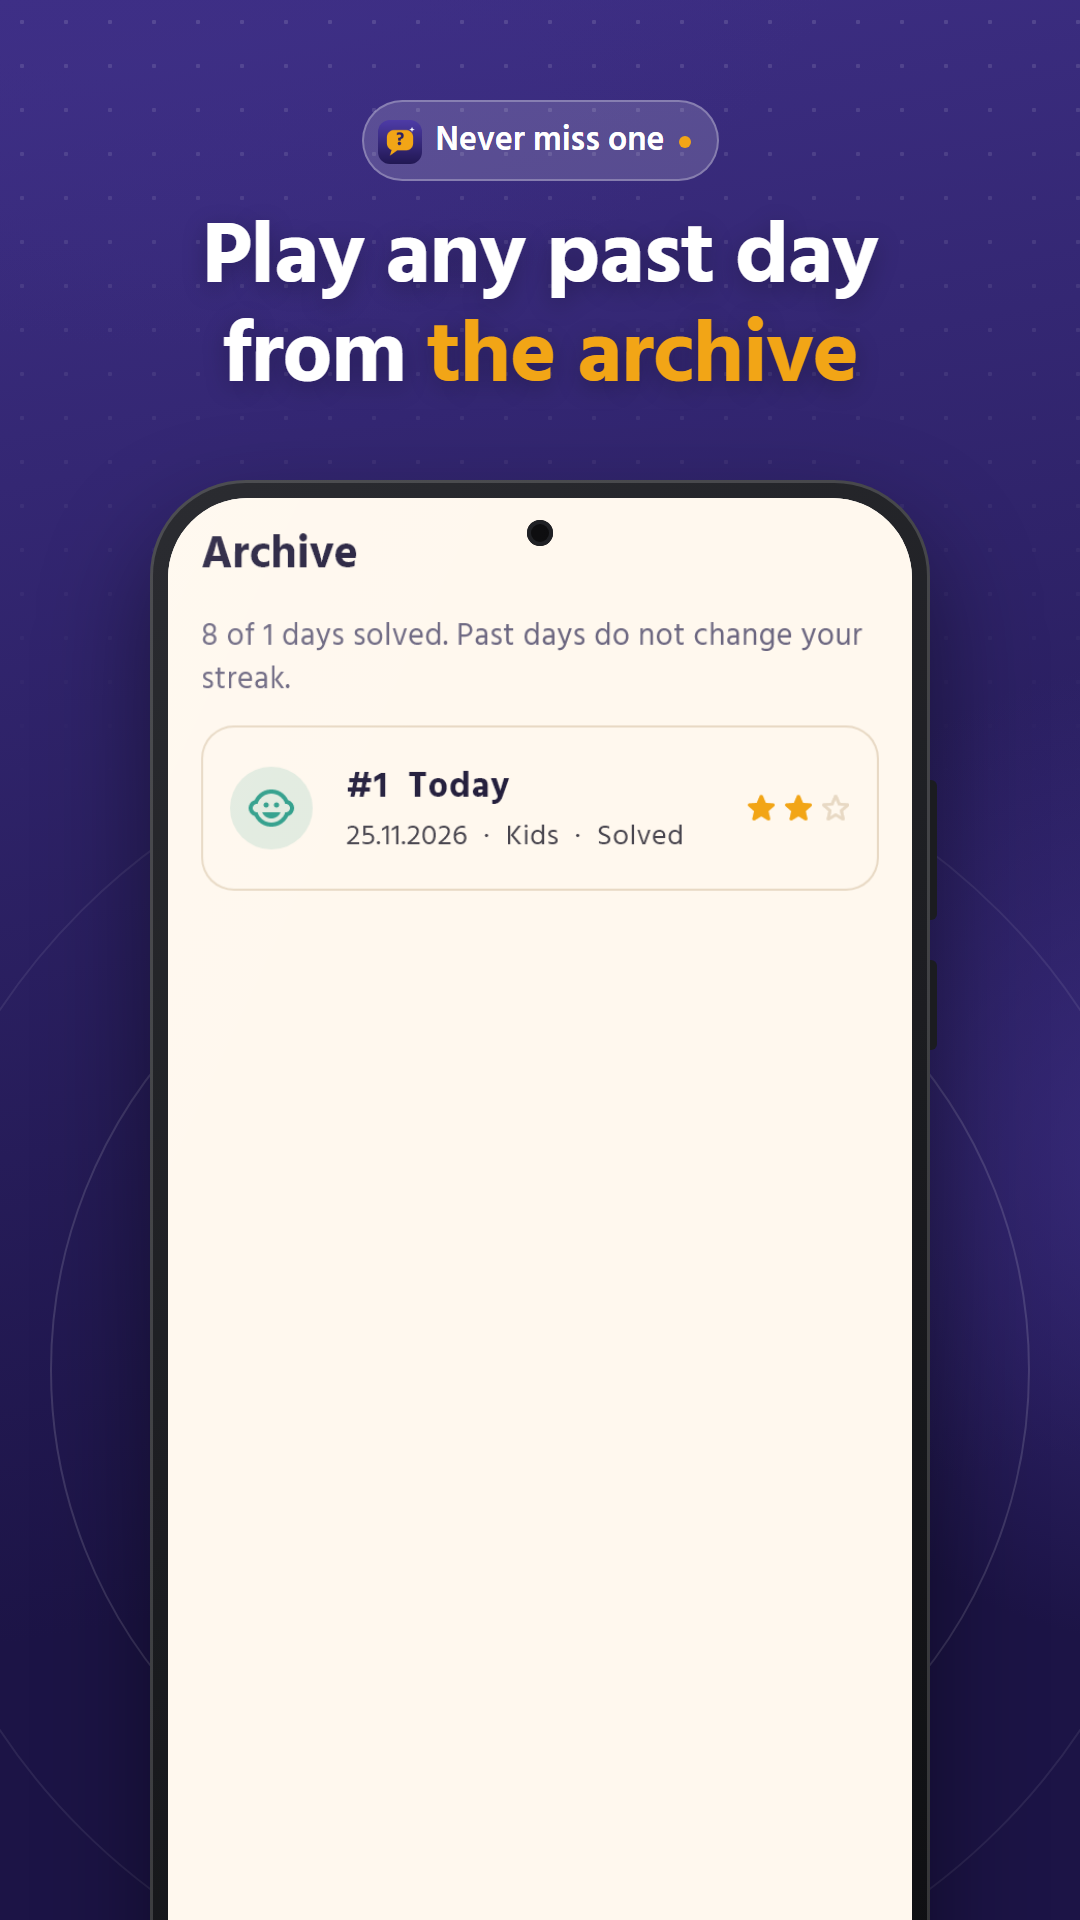 Never miss one
Play any past day
from the archive
Archive
8 of 1 days solved. Past days do not change your
streak.
#1 Today
25.11.2026 · Kids · Solved